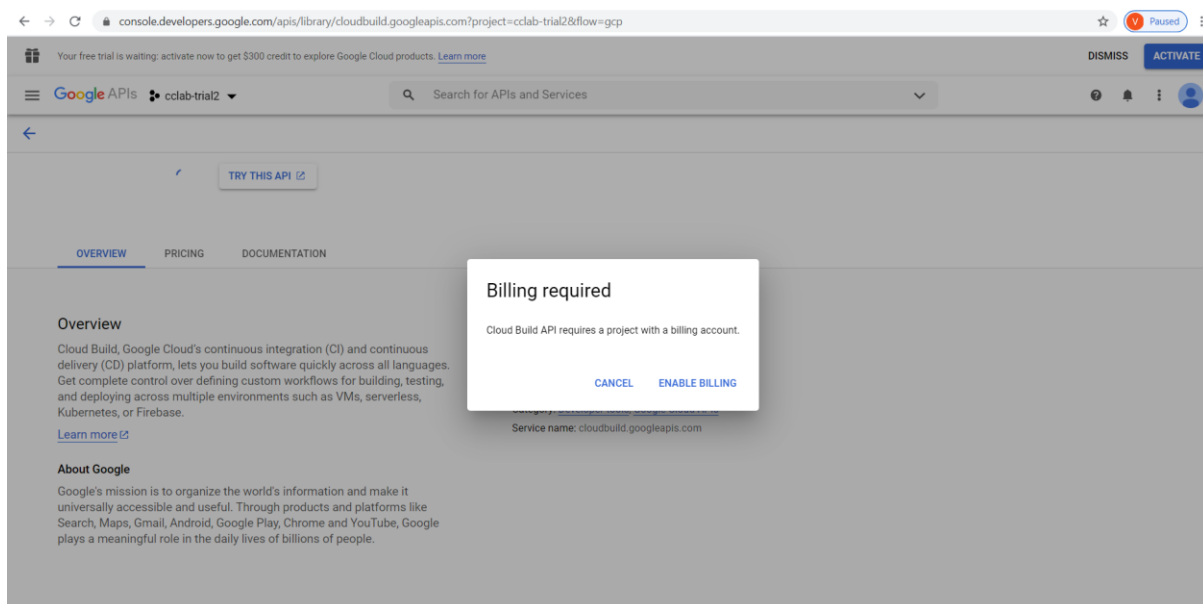 console.developers.google.com/apis/library/cloudbuild.googleapis.com?project=cclab-trial2&flow=gcp
V Paused
Your free trial is waiting: activate now to get $300 credit to explore Google Cloud products. Learn more
DISMISS
ACTIVATE
Google APIs
cclab-trial2
Search for APIs and Services
TRY THIS API
OVERVIEW
PRICING
DOCUMENTATION
Overview
Cloud Build, Google Cloud's continuous integration (CI) and continuous
delivery (CD) platform, lets you build software quickly across all languages.
Get complete control over defining custom workflows for building, testing,
and deploying across multiple environments such as VMs, serverless,
Kubernetes, or Firebase.
Learn more
About Google
Google's mission is to organize the world's information and make it
universally accessible and useful. Through products and platforms like
Search, Maps, Gmail, Android, Google Play, Chrome and YouTube, Google
plays a meaningful role in the daily lives of billions of people.
Billing required
Cloud Build API requires a project with a billing account.
CANCEL
ENABLE BILLING
Service name: cloudbuild.googleapis.com